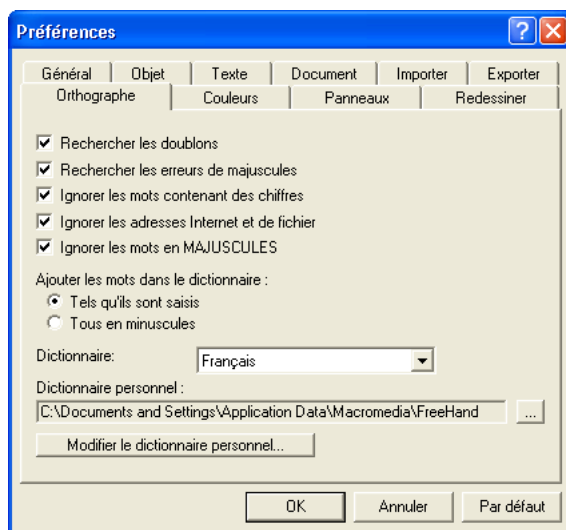 Préférences
Général Objet Texte Document Importer Exporter
Orthographe Couleurs Panneaux Redessiner
Rechercher les doublons
Rechercher les erreurs de majuscules
Ignorer les mots contenant des chiffres
Ignorer les adresses Internet et de fichier
Ignorer les mots en MAJUSCULES
Ajouter les mots dans le dictionnaire :
Tels qu'ils sont saisis
Tous en minuscules
Dictionnaire: Français
Dictionnaire personnel :
C:\Documents and Settings\Application Data\Macromedia\FreeHand ...
Modifier le dictionnaire personnel...
OK Annuler Par défaut